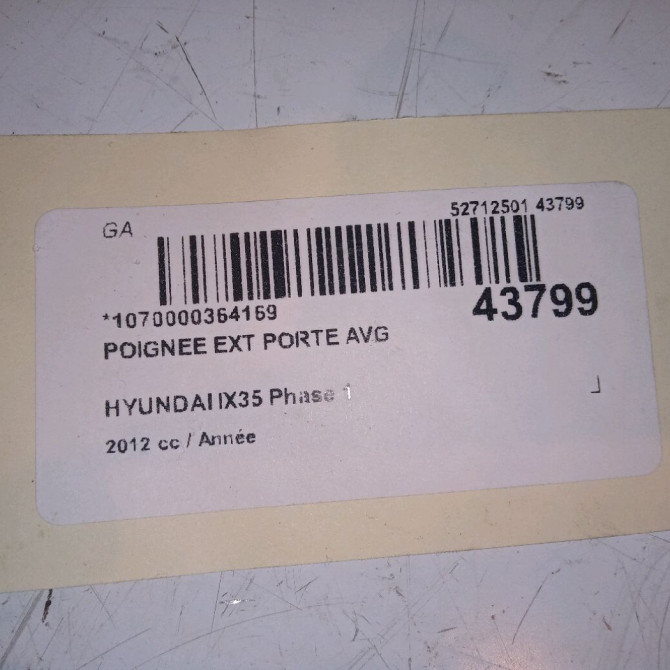 GA
52712501 43799
*1070000364169
43799
POIGNEE EXT PORTE AVG
HYUNDAI IX35 Phase 1
2012 cc / Année